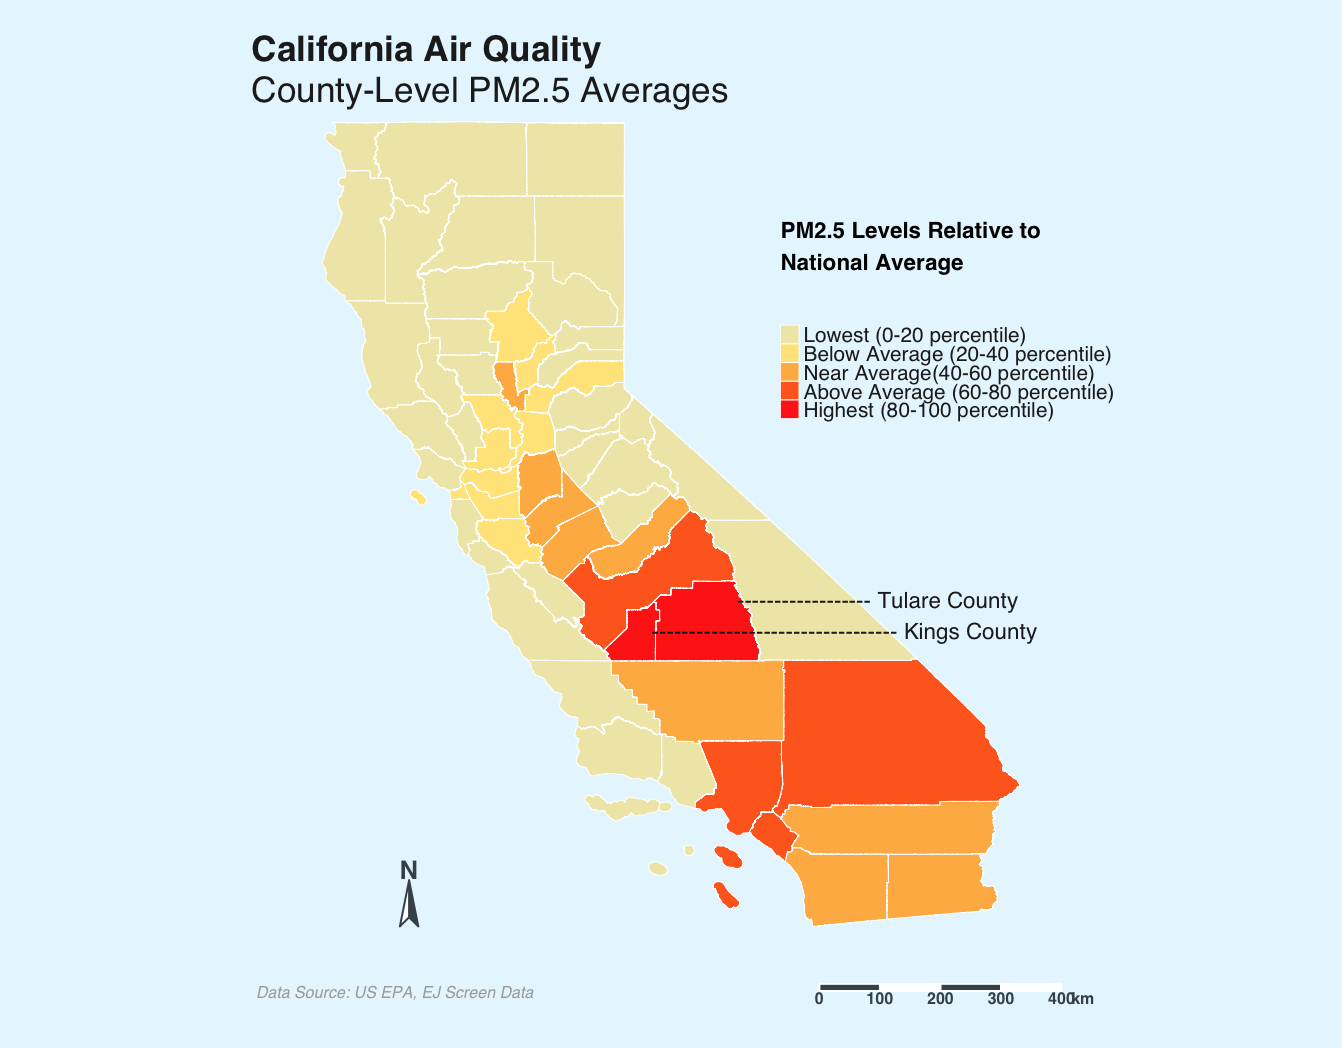 California Air Quality
County-Level PM2.5 Averages
PM2.5 Levels Relative to
National Average
Lowest (0-20 percentile)
Below Average (20-40 percentile)
Near Average(40-60 percentile)
Above Average (60-80 percentile)
Highest (80-100 percentile)
Tulare County
Kings County
N
Data Source: US EPA, EJ Screen Data
0 100 200 300 400km